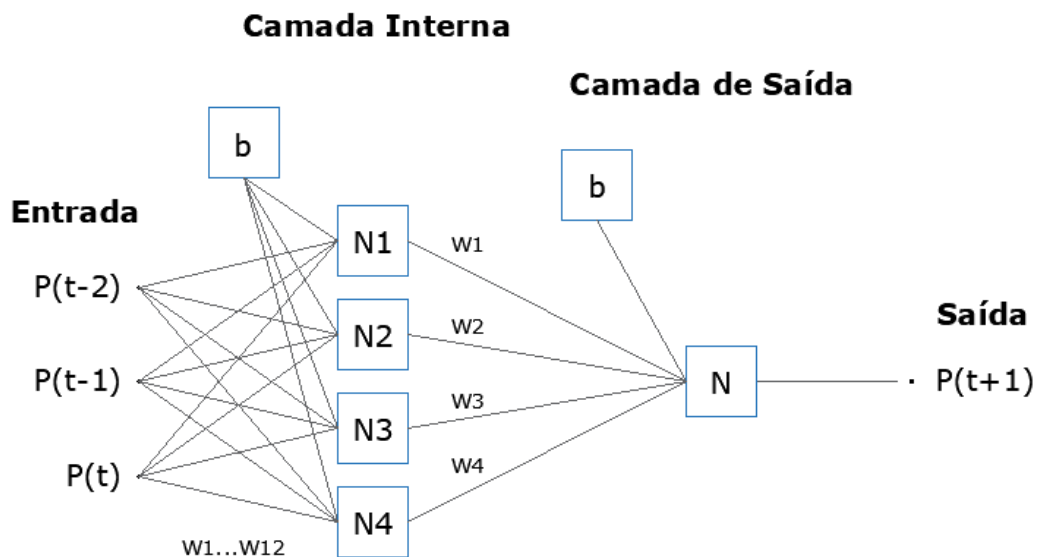 Camada Interna
Camada de Saída
b
b
Entrada
N1
W1
P(t-2)
N2
W2
Saída
P(t-1)
N
P(t+1)
W3
N3
W4
P(t)
N4
W1...W12